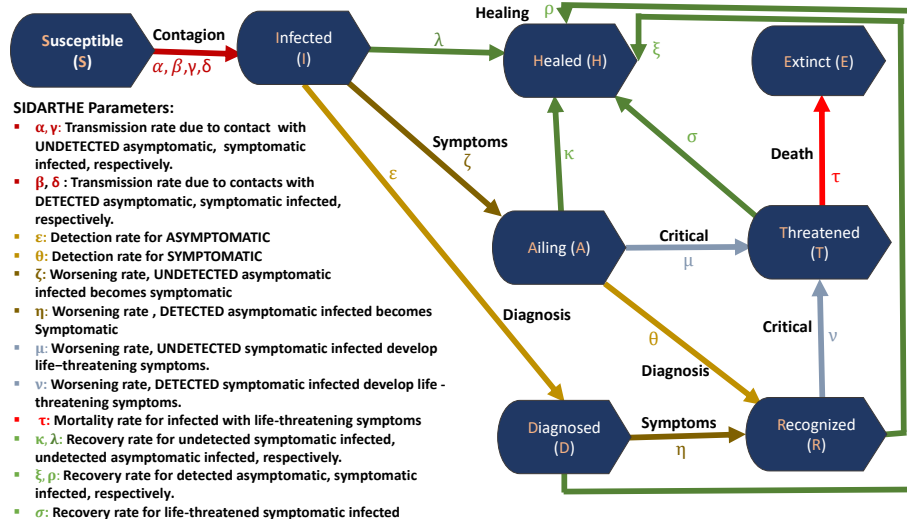 Susceptible
(S)
Contagion
α, β,γ,δ
Infected
(I)
λ
Healing
ρ
Healed (H)
ξ
Extinct (E)
SIDARTHE Parameters:
▪ α, γ: Transmission rate due to contact with
UNDETECTED asymptomatic, symptomatic
infected, respectively.
▪ β, δ : Transmission rate due to contacts with
DETECTED asymptomatic, symptomatic infected,
respectively.
▪ ε: Detection rate for ASYMPTOMATIC
▪ θ: Detection rate for SYMPTOMATIC
▪ ζ: Worsening rate, UNDETECTED asymptomatic
infected becomes symptomatic
▪ η: Worsening rate , DETECTED asymptomatic infected becomes
Symptomatic
▪ μ: Worsening rate, UNDETECTED symptomatic infected develop
life–threatening symptoms.
▪ ν: Worsening rate, DETECTED symptomatic infected develop life -
threatening symptoms.
▪ τ: Mortality rate for infected with life-threatening symptoms
▪ κ, λ: Recovery rate for undetected symptomatic infected,
undetected asymptomatic infected, respectively.
▪ ξ, ρ: Recovery rate for detected asymptomatic, symptomatic
infected, respectively.
▪ σ: Recovery rate for life-threatened symptomatic infected
Symptoms
ζ
ε
κ
σ
Death
τ
Ailing (A)
Critical
μ
Threatened
(T)
Diagnosis
θ
Diagnosis
Critical
ν
Diagnosed
(D)
Symptoms
η
Recognized
(R)